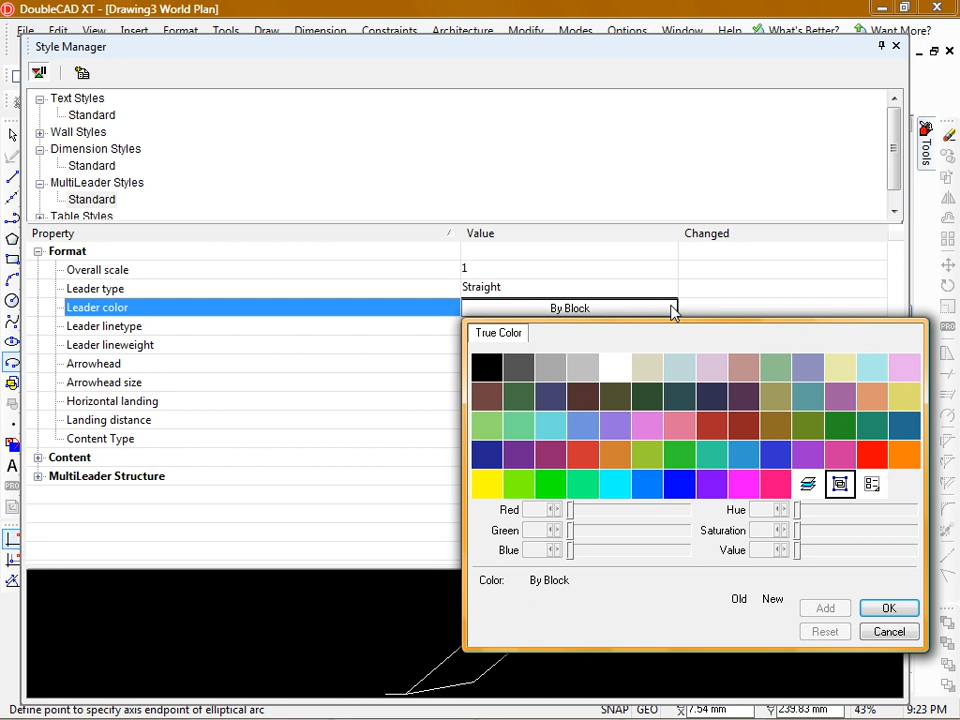 DoubleCAD XT - [Drawing3 World Plan]
File Edit View Insert Format Tools Draw Dimension Constraints Architecture Modify Modes Options Window Help What's Better? Want More?
Style Manager
Text Styles
Standard
Wall Styles
Dimension Styles
Standard
MultiLeader Styles
Standard
Table Styles
Tools
Property Value Changed
Format
Overall scale 1
Leader type Straight
Leader color By Block
Leader linetype
Leader lineweight
Arrowhead
Arrowhead size
Horizontal landing
Landing distance
Content Type
Content
MultiLeader Structure
True Color
Red Hue
Green Saturation
Blue Value
Color: By Block
Old New
Add OK
Reset Cancel
PRO
PRO
A
Define point to specify axis endpoint of elliptical arc SNAP GEO X 7.54 mm Y 239.83 mm 43% 9:23 PM